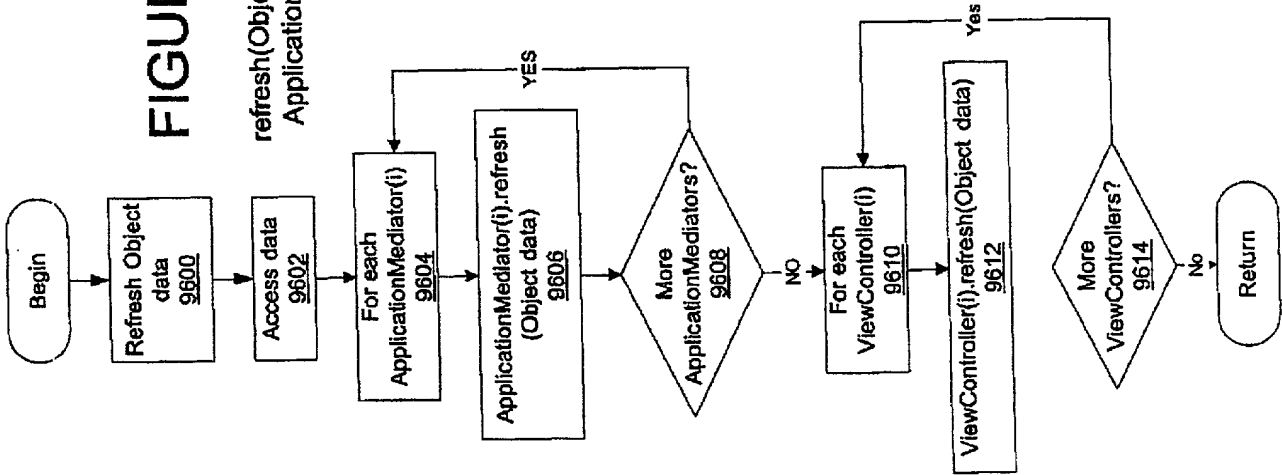 FIGU
refresh(Obje
Application
Begin
Refresh Object
data
9600
Access data
9602
For each
ApplicationMediator(i)
9604
ApplicationMediator(i).refresh
(Object data)
9606
YES
More
ApplicationMediators?
9608
NO
For each
ViewController(i)
9610
ViewController(i).refresh(Object data)
9612
Yes
More
ViewControllers?
9614
No
Return